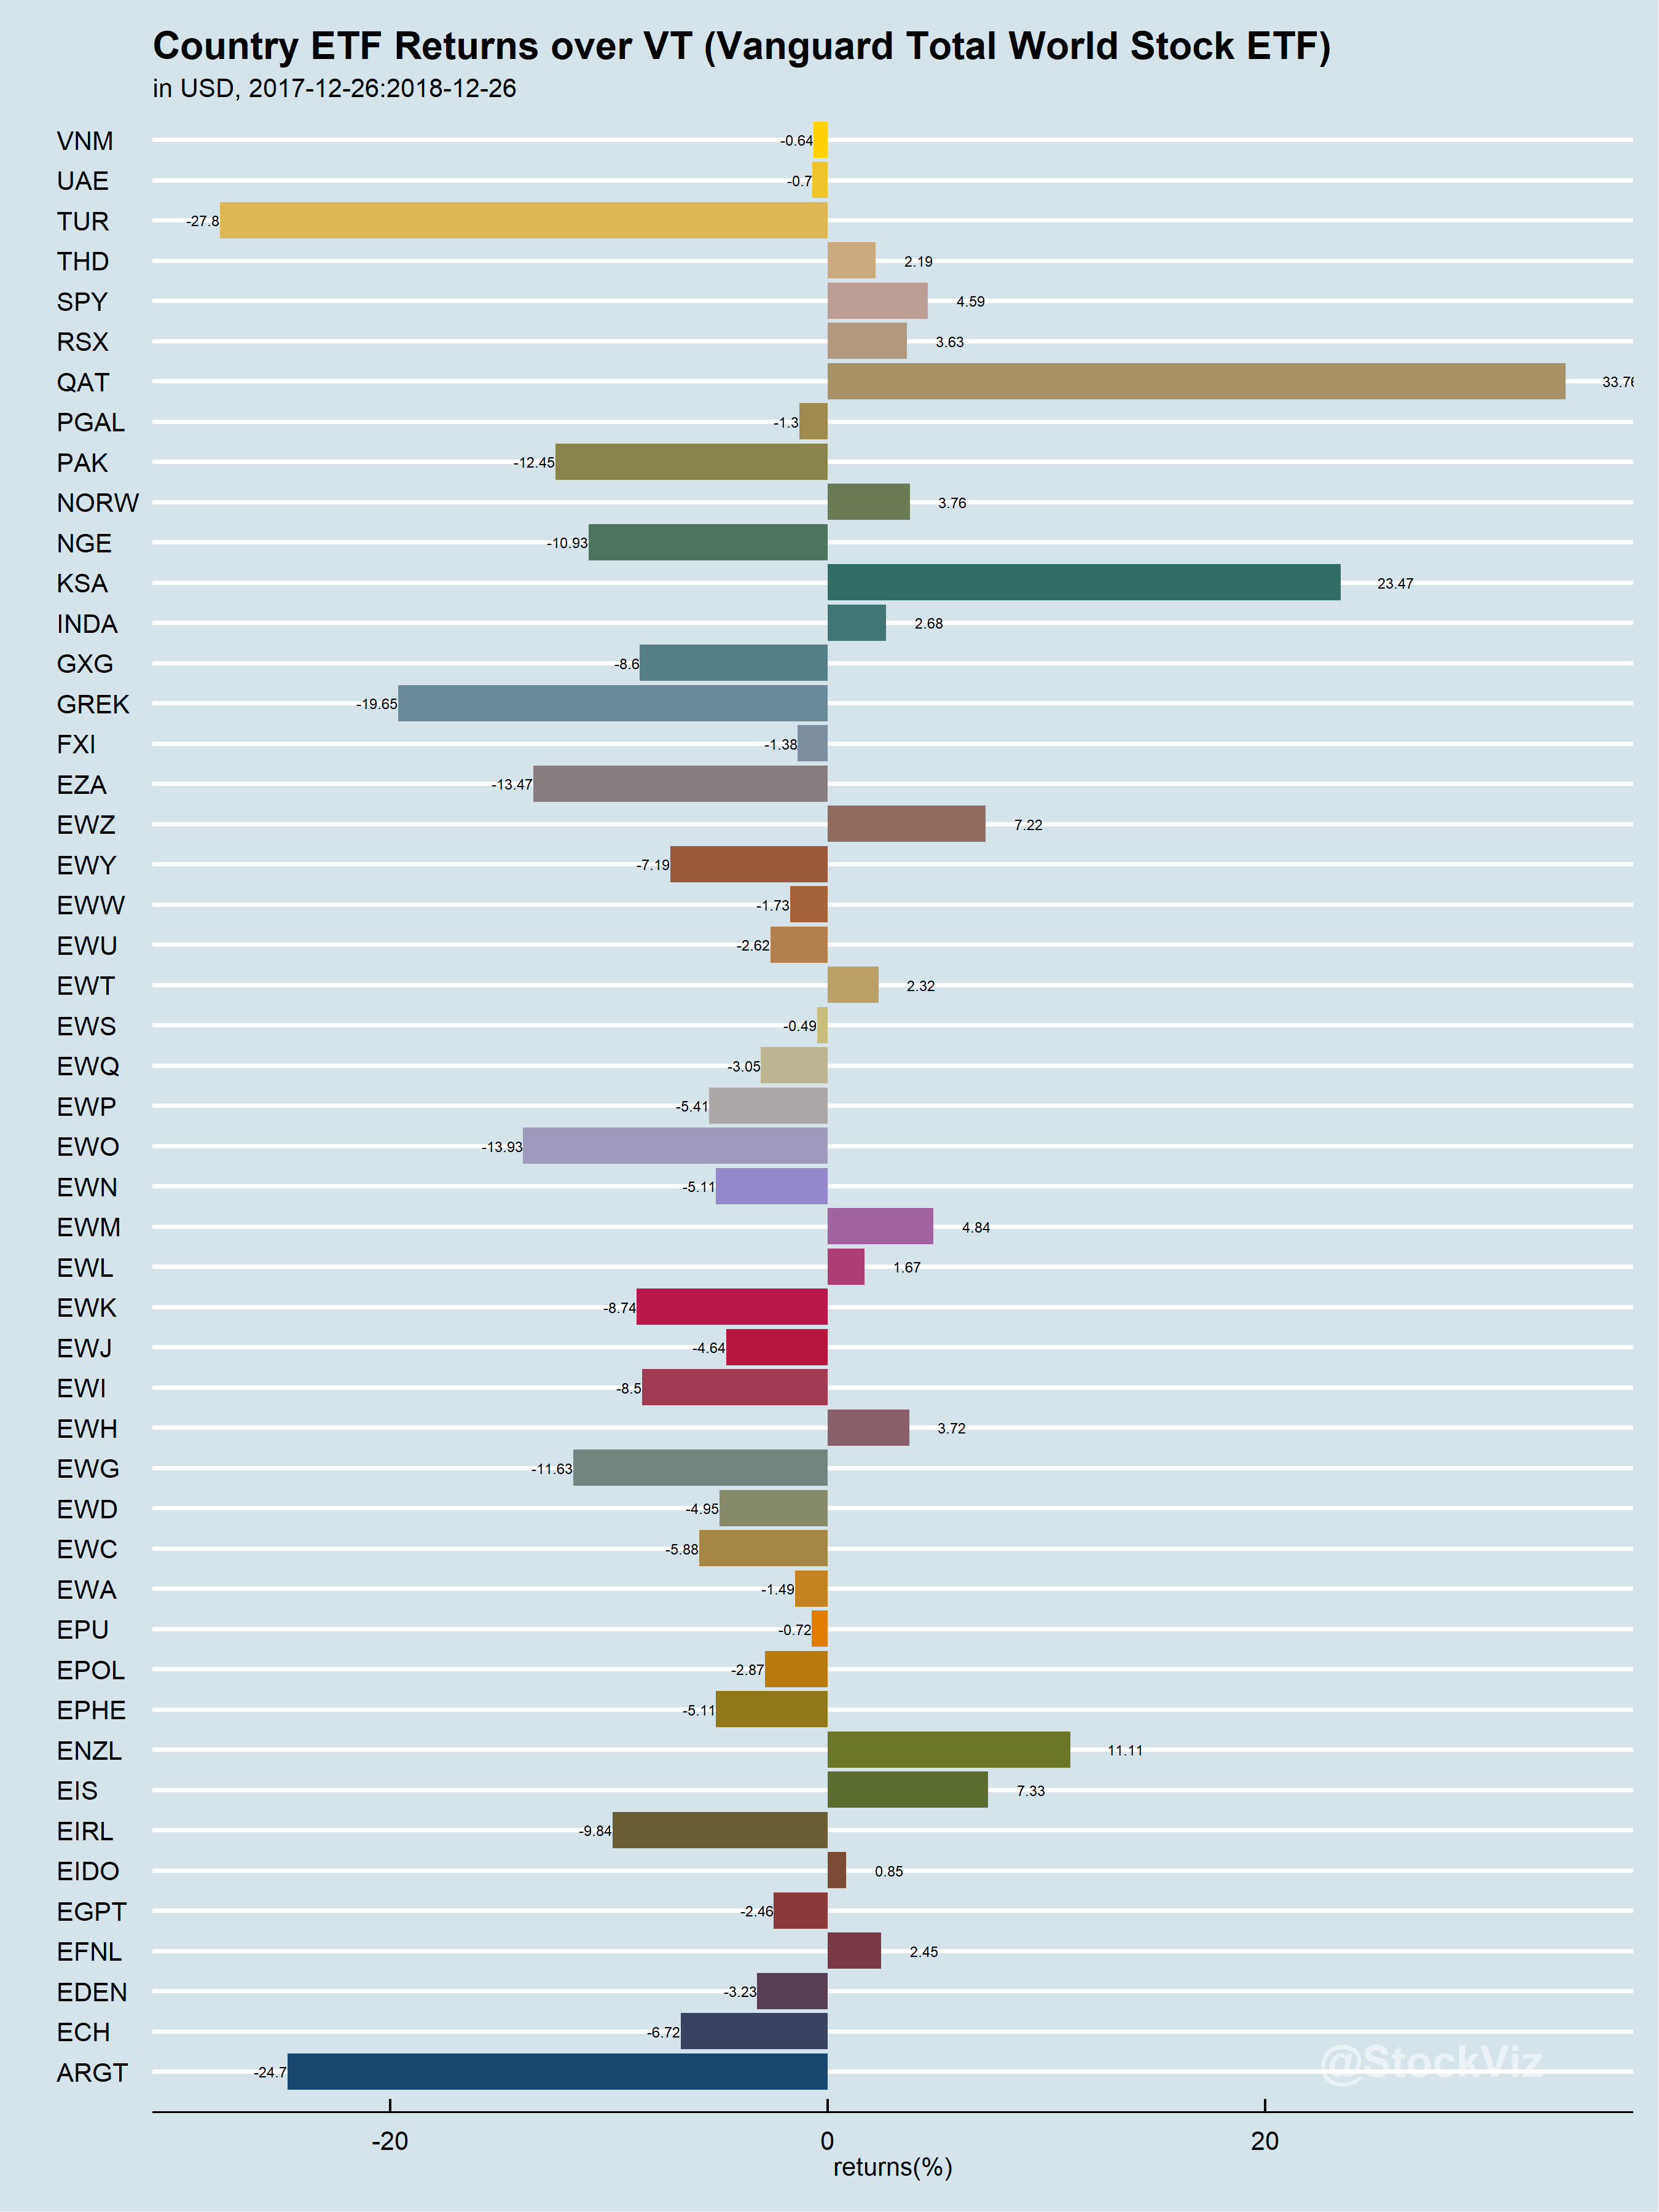 Country ETF Returns over VT (Vanguard Total World Stock ETF)
in USD, 2017-12-26:2018-12-26
VNM -0.64
UAE -0.7
TUR -27.8
THD 2.19
SPY 4.59
RSX 3.63
QAT 33.76
PGAL -1.3
PAK -12.45
NORW 3.76
NGE -10.93
KSA 23.47
INDA 2.68
GXG -8.6
GREK -19.65
FXI -1.38
EZA -13.47
EWZ 7.22
EWY -7.19
EWW -1.73
EWU -2.62
EWT 2.32
EWS -0.49
EWQ -3.05
EWP -5.41
EWO -13.93
EWN -5.11
EWM 4.84
EWL 1.67
EWK -8.74
EWJ -4.64
EWI -8.5
EWH 3.72
EWG -11.63
EWD -4.95
EWC -5.88
EWA -1.49
EPU -0.72
EPOL -2.87
EPHE -5.11
ENZL 11.11
EIS 7.33
EIRL -9.84
EIDO 0.85
EGPT -2.46
EFNL 2.45
EDEN -3.23
ECH -6.72
ARGT -24.7
@StockViz
-20 0 20
returns(%)